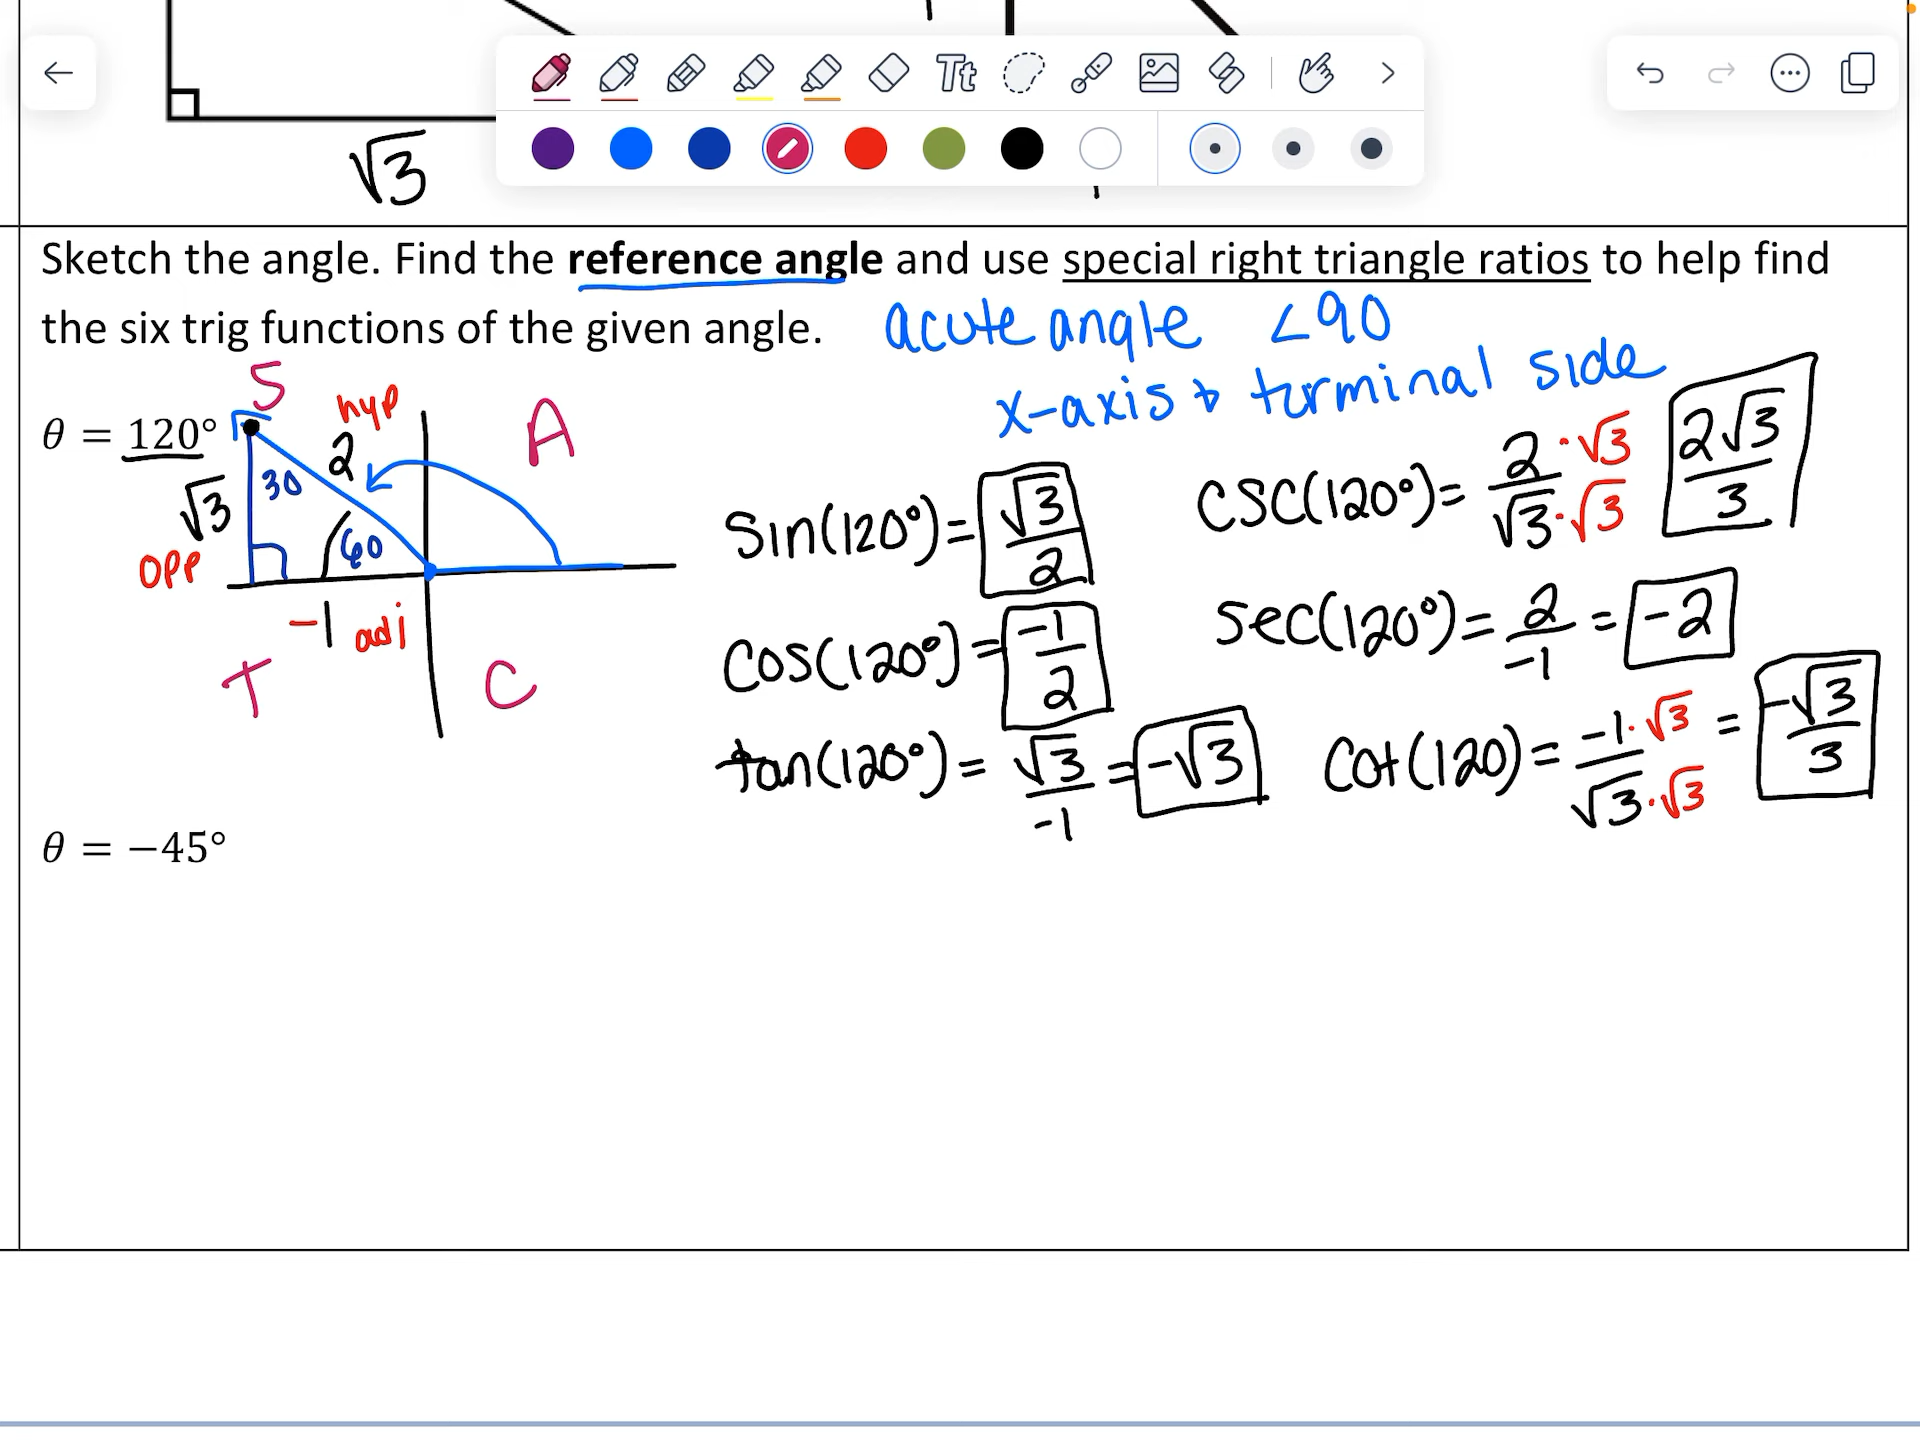 Tt
√3
Sketch the angle. Find the reference angle and use special right triangle ratios to help find
the six trig functions of the given angle.
acute angle <90
x-axis & terminal side
θ = 120°
S
A
T
C
hyp
2
30
√3
opp
60
-1 adj
sin(120°)= √3/2
csc(120°)= 2·√3/√3·√3 2√3/3
cos(120°)= -1/2
sec(120°)= 2/-1 = -2
tan(120°)= √3/-1 = -√3
cot(120)= -1·√3/√3·√3 = -√3/3
θ = −45°